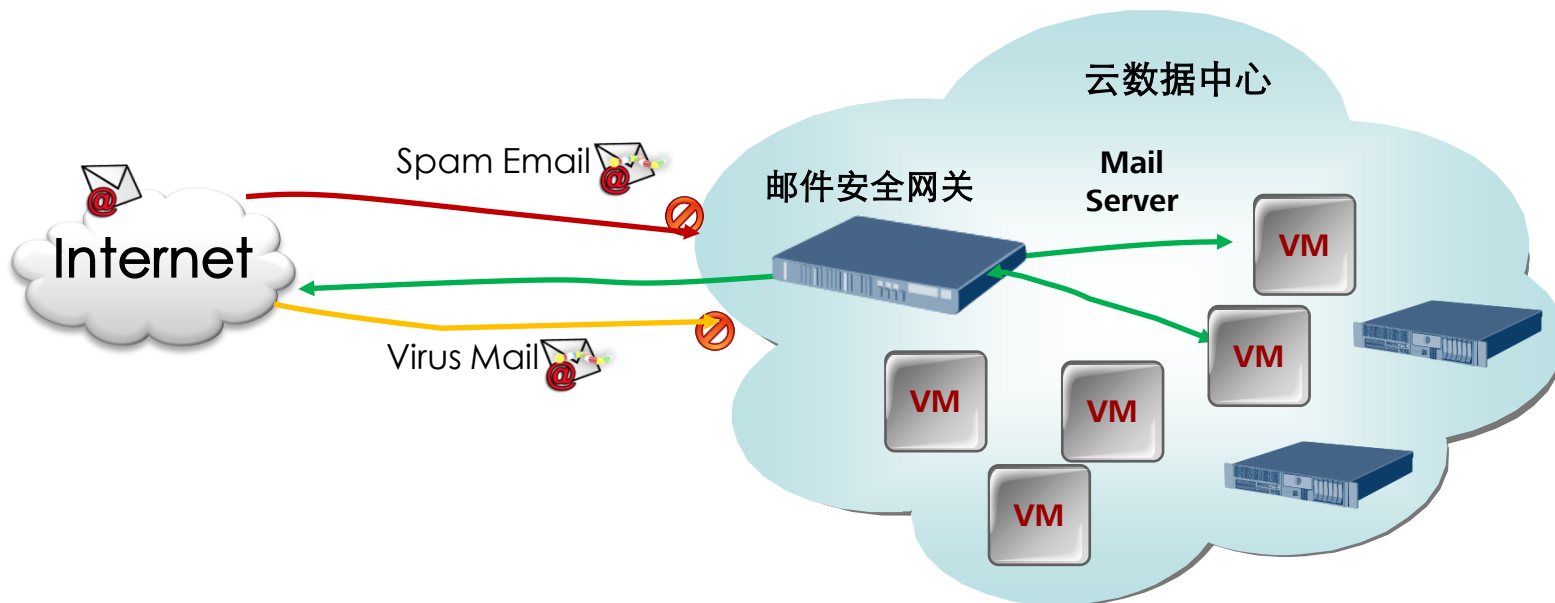 云数据中心
Spam Email
邮件安全网关
Mail
Server
Internet
VM
Virus Mail
VM
VM
VM
VM